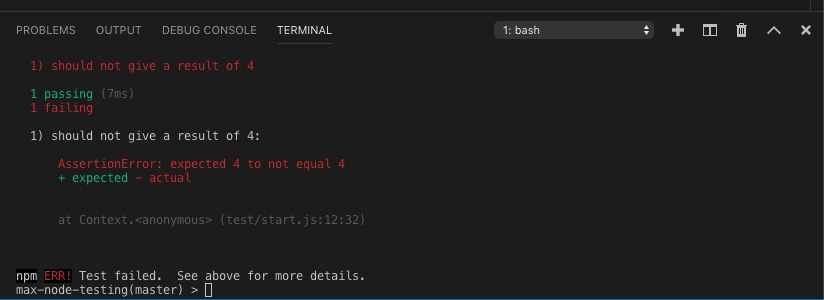 PROBLEMS OUTPUT DEBUG CONSOLE TERMINAL 1: bash
1) should not give a result of 4
1 passing (7ms)
1 failing
1) should not give a result of 4:
AssertionError: expected 4 to not equal 4
+ expected - actual
at Context.<anonymous> (test/start.js:12:32)
npm ERR! Test failed.  See above for more details.
max-node-testing(master) >